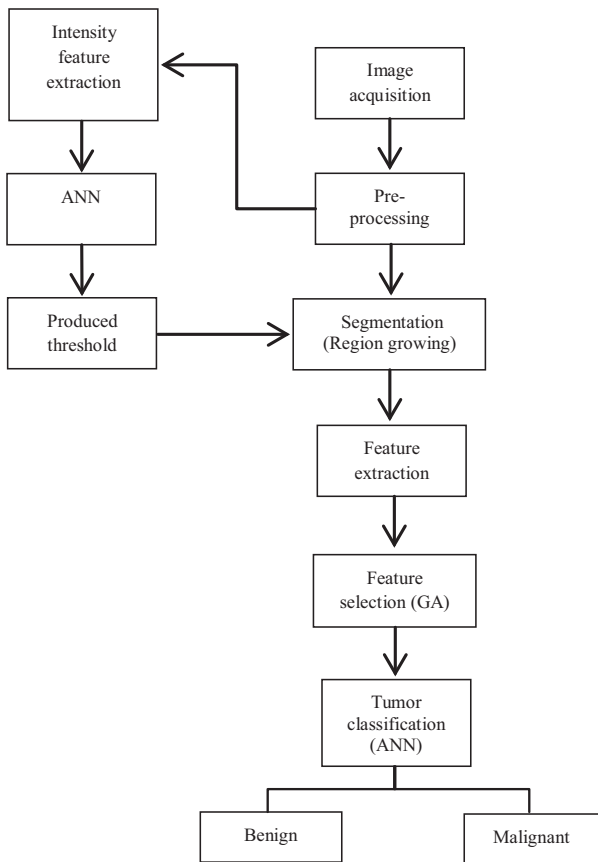 Intensity
feature
extraction
Image
acquisition
ANN
Pre-
processing
Produced
threshold
Segmentation
(Region growing)
Feature
extraction
Feature
selection (GA)
Tumor
classification
(ANN)
Benign
Malignant